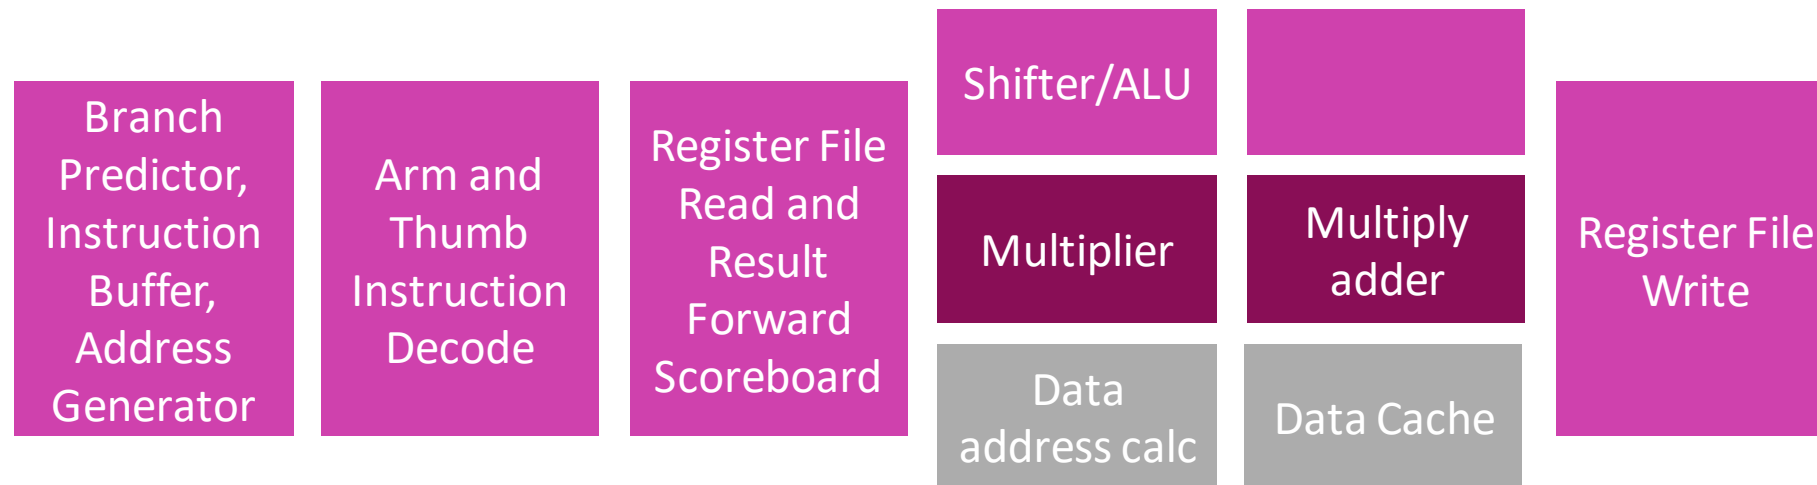 Branch
Predictor,
Instruction
Buffer,
Address
Generator
Arm and
Thumb
Instruction
Decode
Register File
Read and
Result
Forward
Scoreboard
Shifter/ALU
Multiplier
Multiply
adder
Data
address calc
Data Cache
Register File
Write